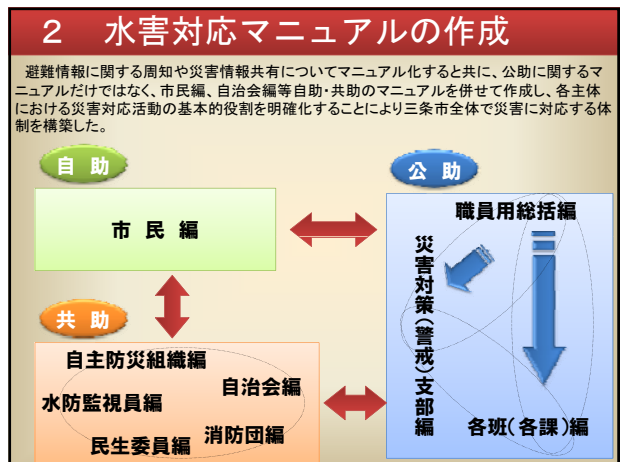 2 水害対応マニュアルの作成
避難情報に関する周知や災害情報共有についてマニュアル化すると共に、公助に関するマ
ニュアルだけではなく、市民編、自治会編等自助・共助のマニュアルを併せて作成し、各主体
における災害対応活動の基本的役割を明確化することにより三条市全体で災害に対応する体
制を構築した。
自 助
市 民 編
公 助
職員用総括編
災害対策(警戒)支部編
各班(各課)編
共 助
自主防災組織編
自治会編
水防監視員編
消防団編
民生委員編